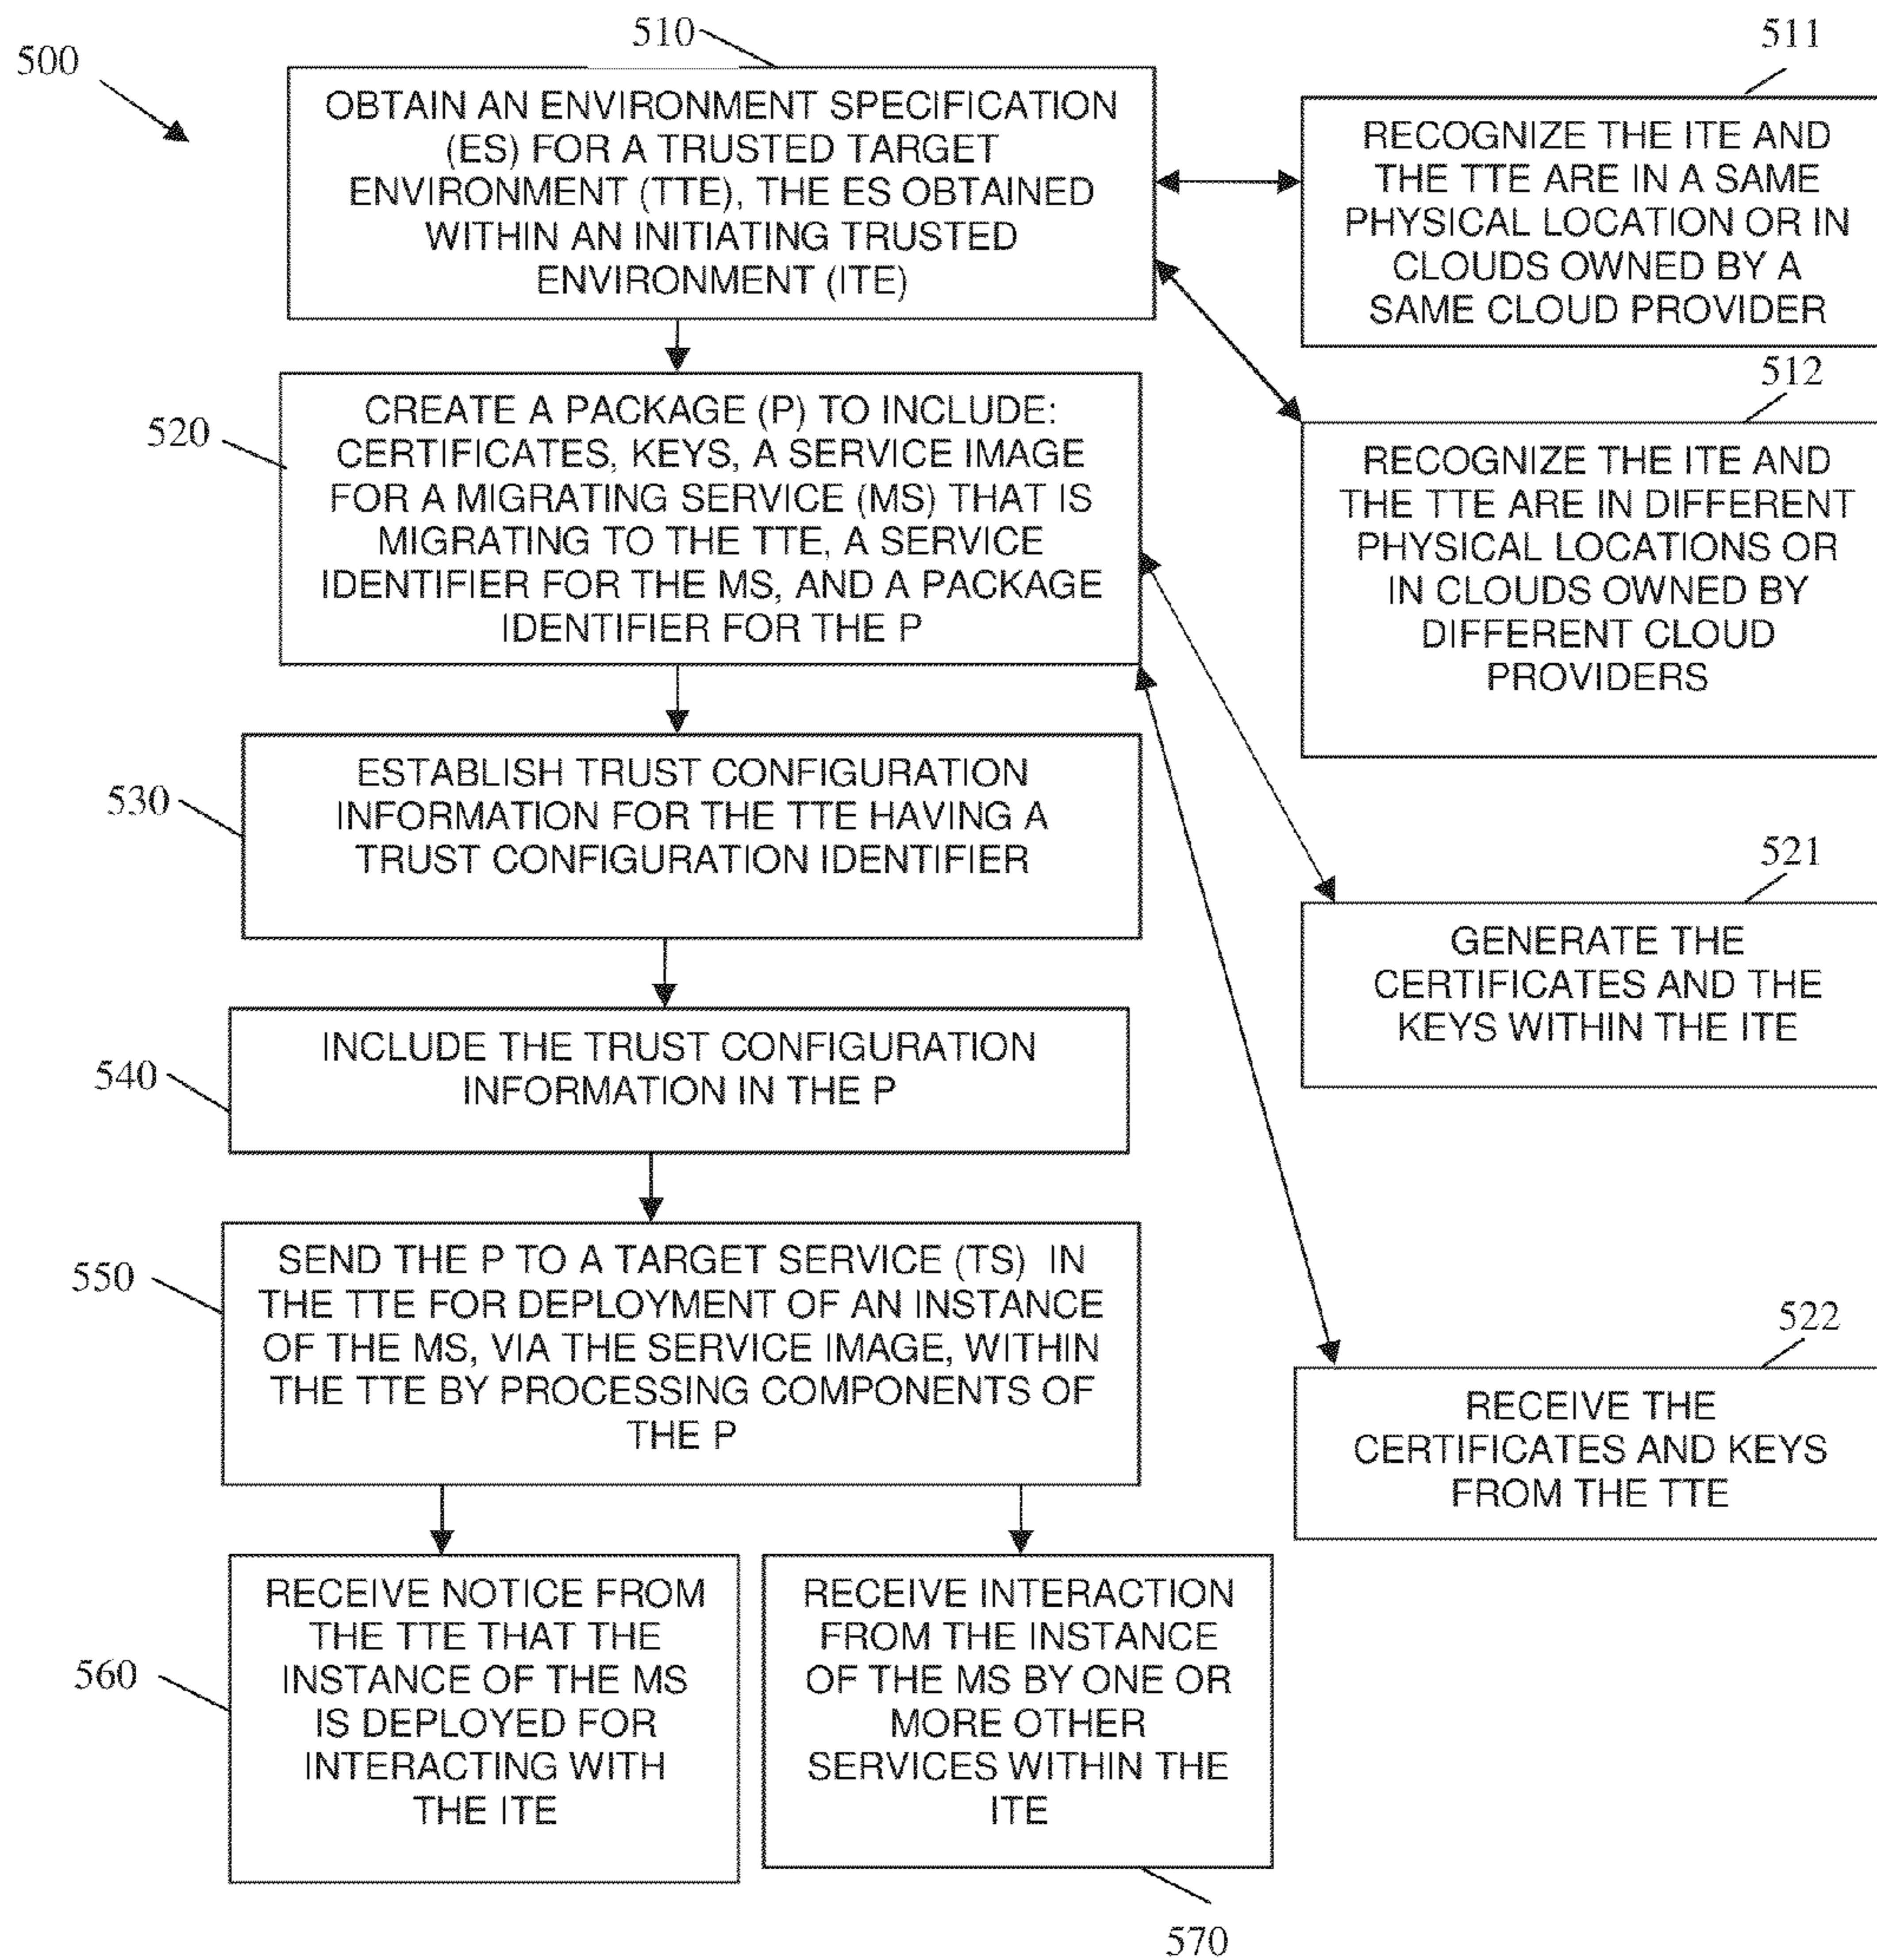 500
510
OBTAIN AN ENVIRONMENT SPECIFICATION
(ES) FOR A TRUSTED TARGET
ENVIRONMENT (TTE), THE ES OBTAINED
WITHIN AN INITIATING TRUSTED
ENVIRONMENT (ITE)
511
RECOGNIZE THE ITE AND
THE TTE ARE IN A SAME
PHYSICAL LOCATION OR IN
CLOUDS OWNED BY A
SAME CLOUD PROVIDER
512
RECOGNIZE THE ITE AND
THE TTE ARE IN DIFFERENT
PHYSICAL LOCATIONS OR
IN CLOUDS OWNED BY
DIFFERENT CLOUD
PROVIDERS
520
CREATE A PACKAGE (P) TO INCLUDE:
CERTIFICATES, KEYS, A SERVICE IMAGE
FOR A MIGRATING SERVICE (MS) THAT IS
MIGRATING TO THE TTE, A SERVICE
IDENTIFIER FOR THE MS, AND A PACKAGE
IDENTIFIER FOR THE P
521
GENERATE THE
CERTIFICATES AND THE
KEYS WITHIN THE ITE
522
RECEIVE THE
CERTIFICATES AND KEYS
FROM THE TTE
530
ESTABLISH TRUST CONFIGURATION
INFORMATION FOR THE TTE HAVING A
TRUST CONFIGURATION IDENTIFIER
540
INCLUDE THE TRUST CONFIGURATION
INFORMATION IN THE P
550
SEND THE P TO A TARGET SERVICE (TS) IN
THE TTE FOR DEPLOYMENT OF AN INSTANCE
OF THE MS, VIA THE SERVICE IMAGE, WITHIN
THE TTE BY PROCESSING COMPONENTS OF
THE P
560
RECEIVE NOTICE FROM
THE TTE THAT THE
INSTANCE OF THE MS
IS DEPLOYED FOR
INTERACTING WITH
THE ITE
RECEIVE INTERACTION
FROM THE INSTANCE
OF THE MS BY ONE OR
MORE OTHER
SERVICES WITHIN THE
ITE
570